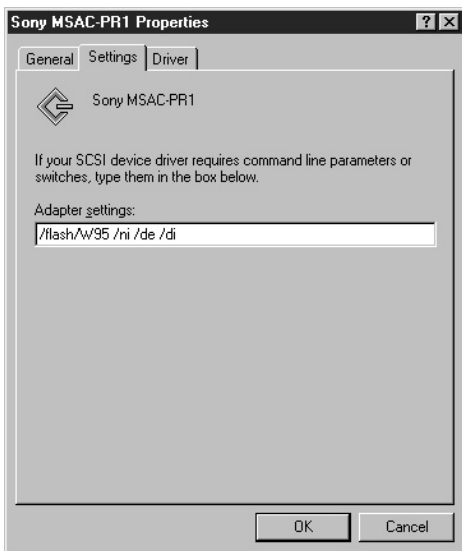 Sony MSAC-PR1 Properties
General Settings Driver
Sony MSAC-PR1
If your SCSI device driver requires command line parameters or
switches, type them in the box below.
Adapter settings:
/flash/W95 /ni /de /di
OK Cancel